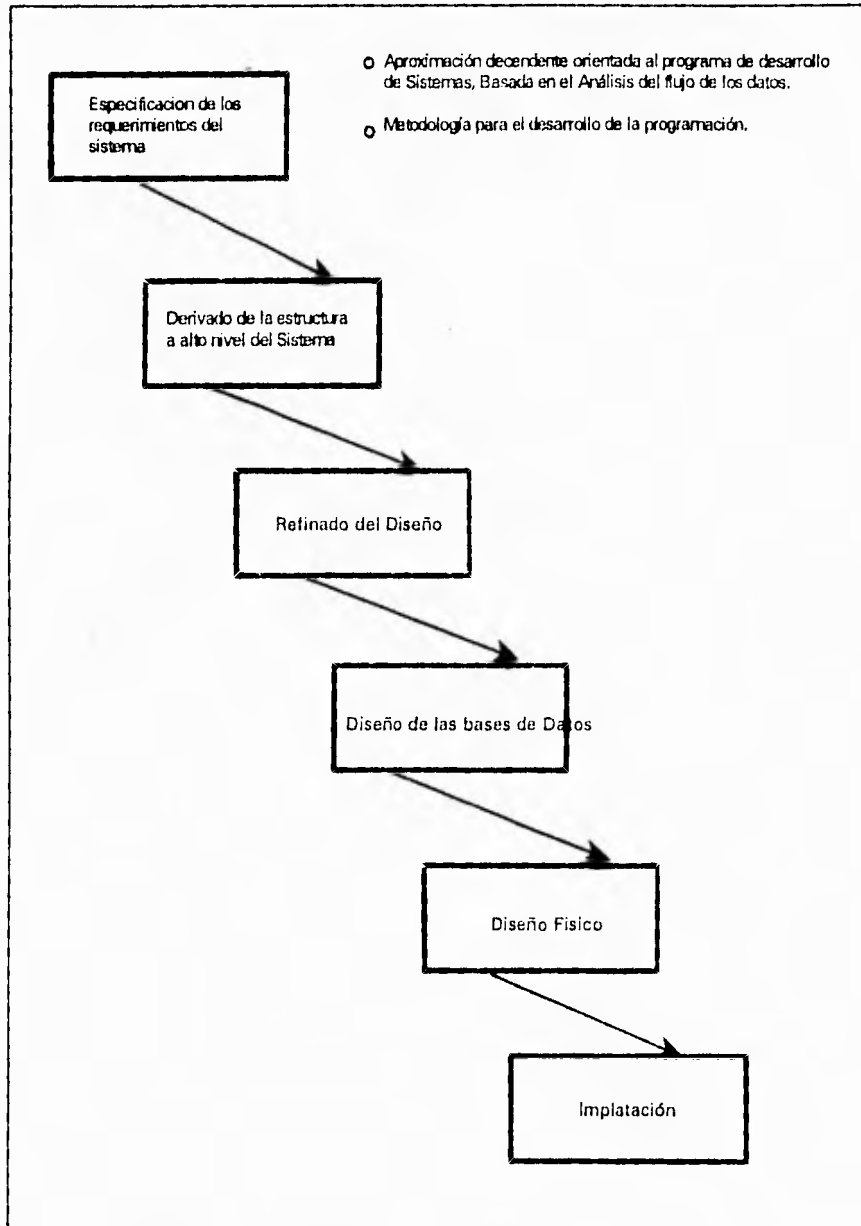 o Aproximación decendente orientada al programa de desarrollo
de Sistemas, Basada en el Análisis del flujo de los datos.
o Metodología para el desarrollo de la programación.
Especificacion de los
requerimientos del
sistema
Derivado de la estructura
a alto nivel del Sistema
Refinado del Diseño
Diseño de las bases de Datos
Diseño Fisico
Implatación